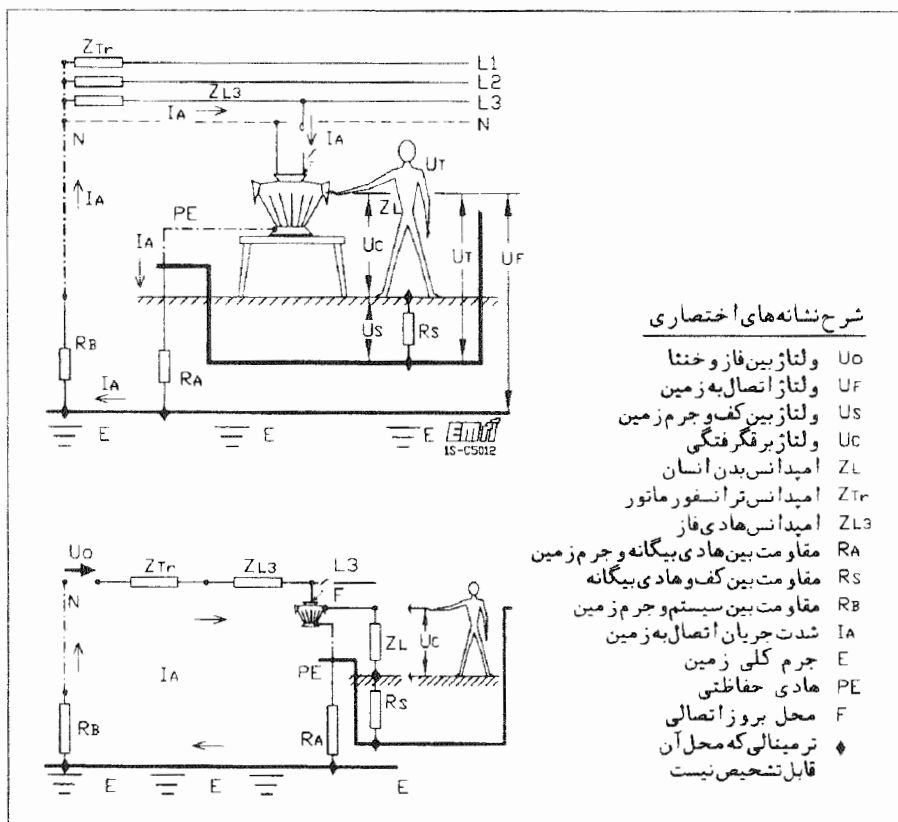 ZTr
L1
L2
ZL3
L3
IA
N
N
IA
F
UT
IA
ZL
PE
UC
IA
UT
UF
US
RS
RB
RA
IA
E
E
E
EMTI
IS-C5012
شرح نشانه‌های اختصاری
U0 ولتاژ بین فاز و خنثا
UF ولتاژ اتصال به زمین
US ولتاژ بین کف و جرم زمین
UC ولتاژ برقگرفتگی
ZL امپدانس بدن انسان
ZTr امپدانس ترانسفورماتور
ZL3 امپدانس هادی فاز
RA مقاومت بین هادی بیگانه و جرم زمین
RS مقاومت بین کف و هادی بیگانه
RB مقاومت بین سیستم و جرم زمین
IA شدت جریان اتصال به زمین
E جرم کلی زمین
PE هادی حفاظتی
F محل بروز اتصالی
♦ ترمینالی که محل آن
قابل تشخیص نیست
U0
ZTr
ZL3
L3
N
F
ZL
UC
IA
PE
RS
RB
RA
E
E
E
E